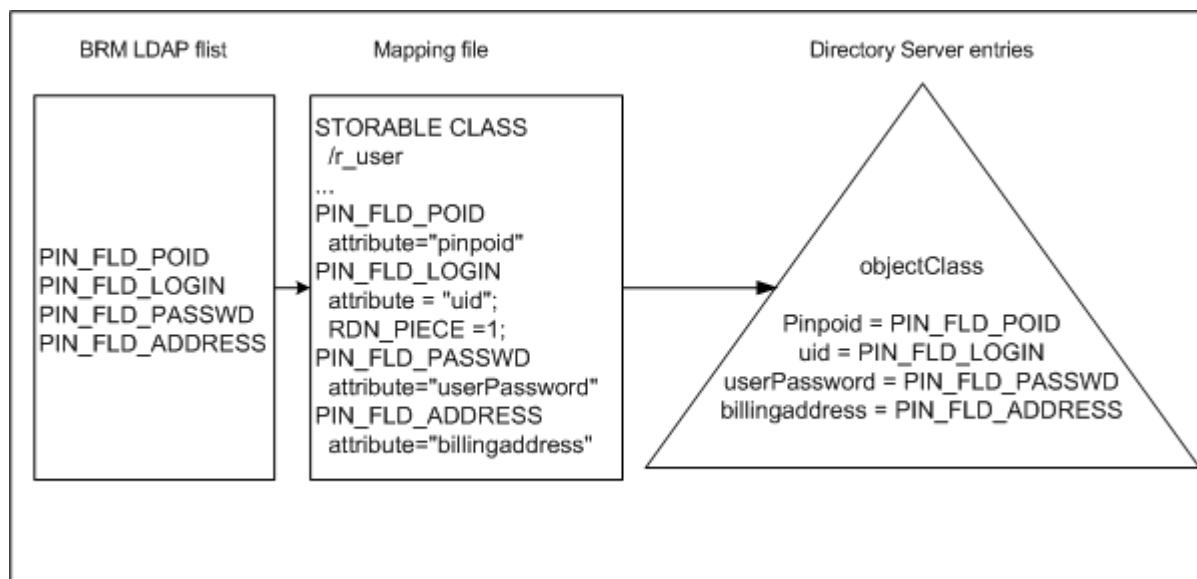 BRM LDAP flist
Mapping file
Directory Server entries
PIN_FLD_POID
PIN_FLD_LOGIN
PIN_FLD_PASSWD
PIN_FLD_ADDRESS
STORABLE CLASS
/r_user
...
PIN_FLD_POID
attribute="pinpoid"
PIN_FLD_LOGIN
attribute = "uid";
RDN_PIECE =1;
PIN_FLD_PASSWD
attribute="userPassword"
PIN_FLD_ADDRESS
attribute="billingaddress"
objectClass
Pinpoid = PIN_FLD_POID
uid = PIN_FLD_LOGIN
userPassword = PIN_FLD_PASSWD
billingaddress = PIN_FLD_ADDRESS